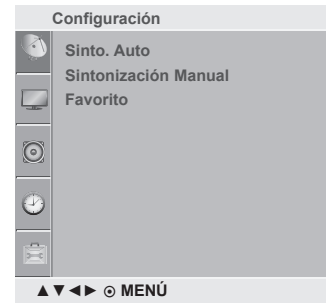 Configuración
Sinto. Auto
Sintonización Manual
Favorito
▲▼◄► ⊙ MENÚ